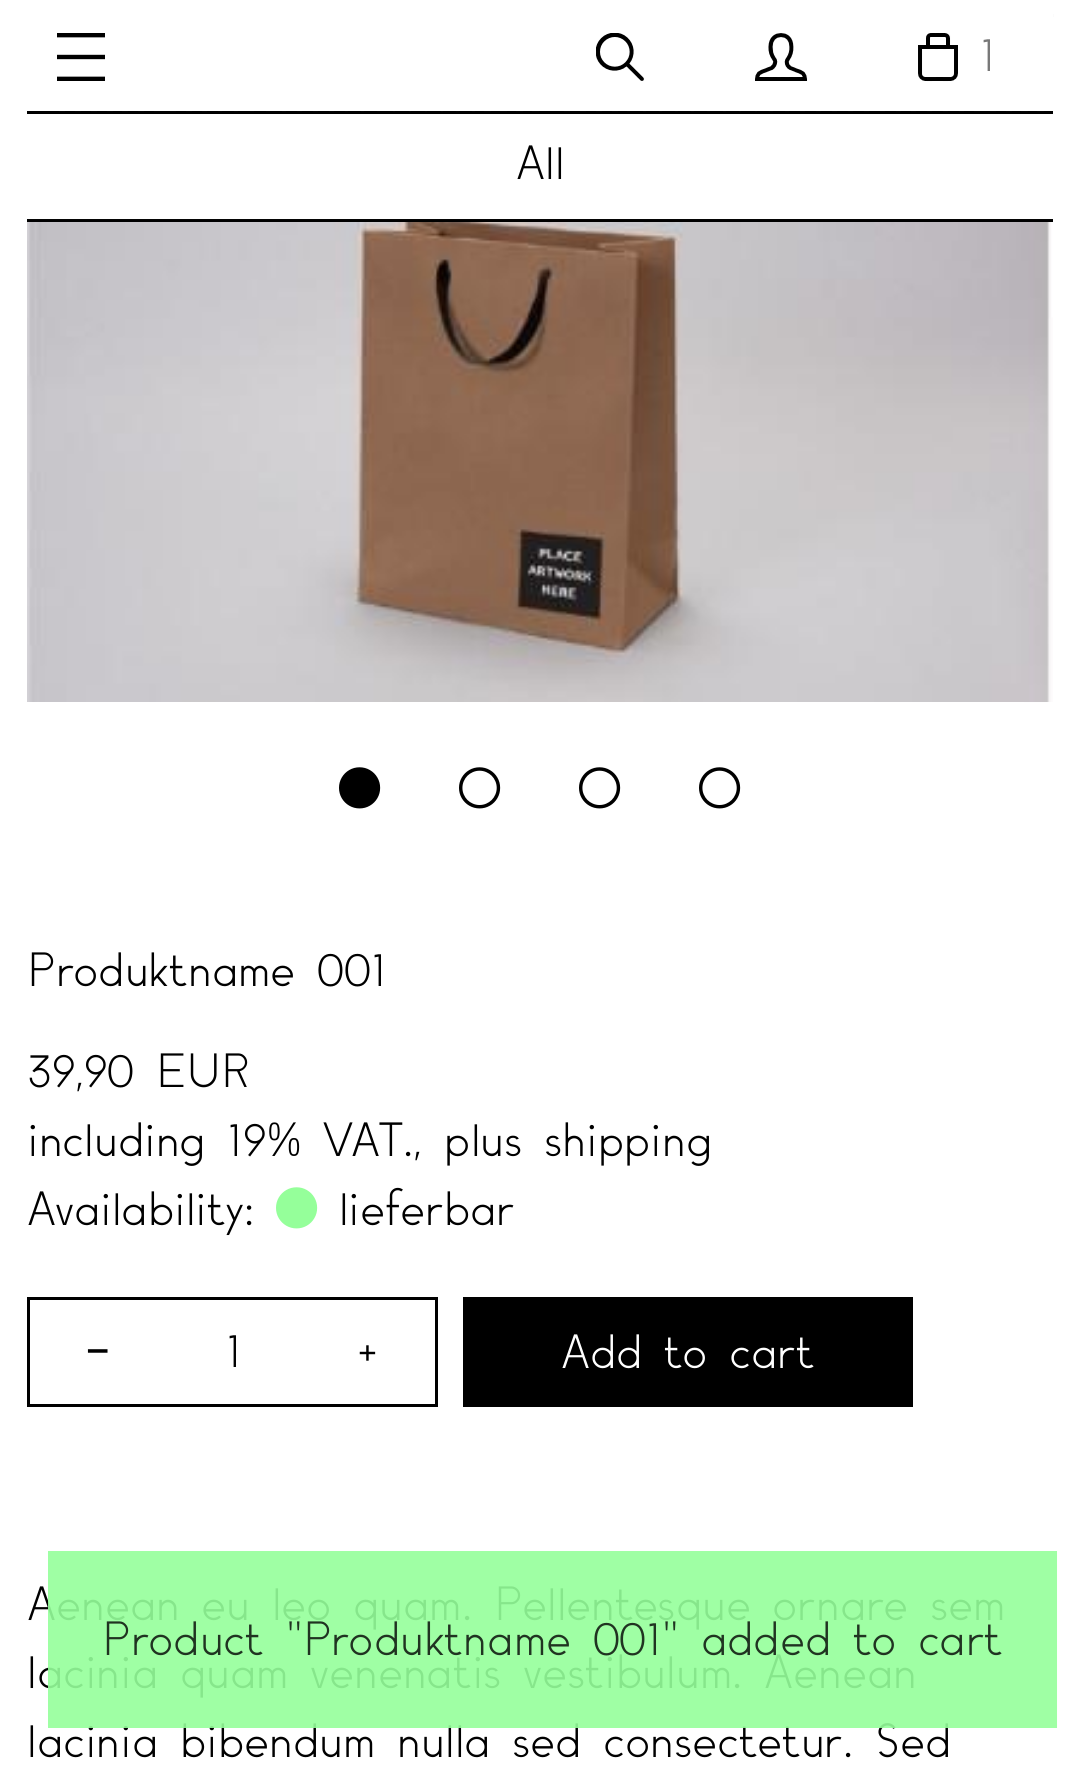 1
All
PLACE
ARTWORK
HERE
Produktname 001
39,90 EUR
including 19% VAT., plus shipping
Availability: lieferbar
− 1 +
Add to cart
Aenean eu leo quam. Pellentesque ornare sem
Product "Produktname 001" added to cart
lacinia quam venenatis vestibulum. Aenean
lacinia bibendum nulla sed consectetur. Sed